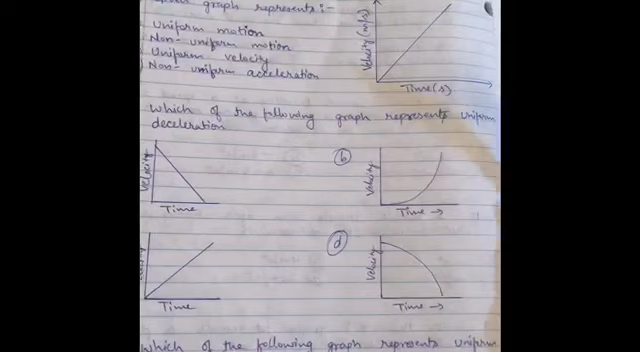 graph represents:-
Uniform motion
Non-uniform motion
Uniform velocity
Non-uniform acceleration
Velocity (m/s)
Time(s)
Which of the following graph represents uniform
deceleration
Velocity
Time
(b)
Velocity
Time →
Time
(d)
Velocity
Time →
Which of the following graph represents uniform